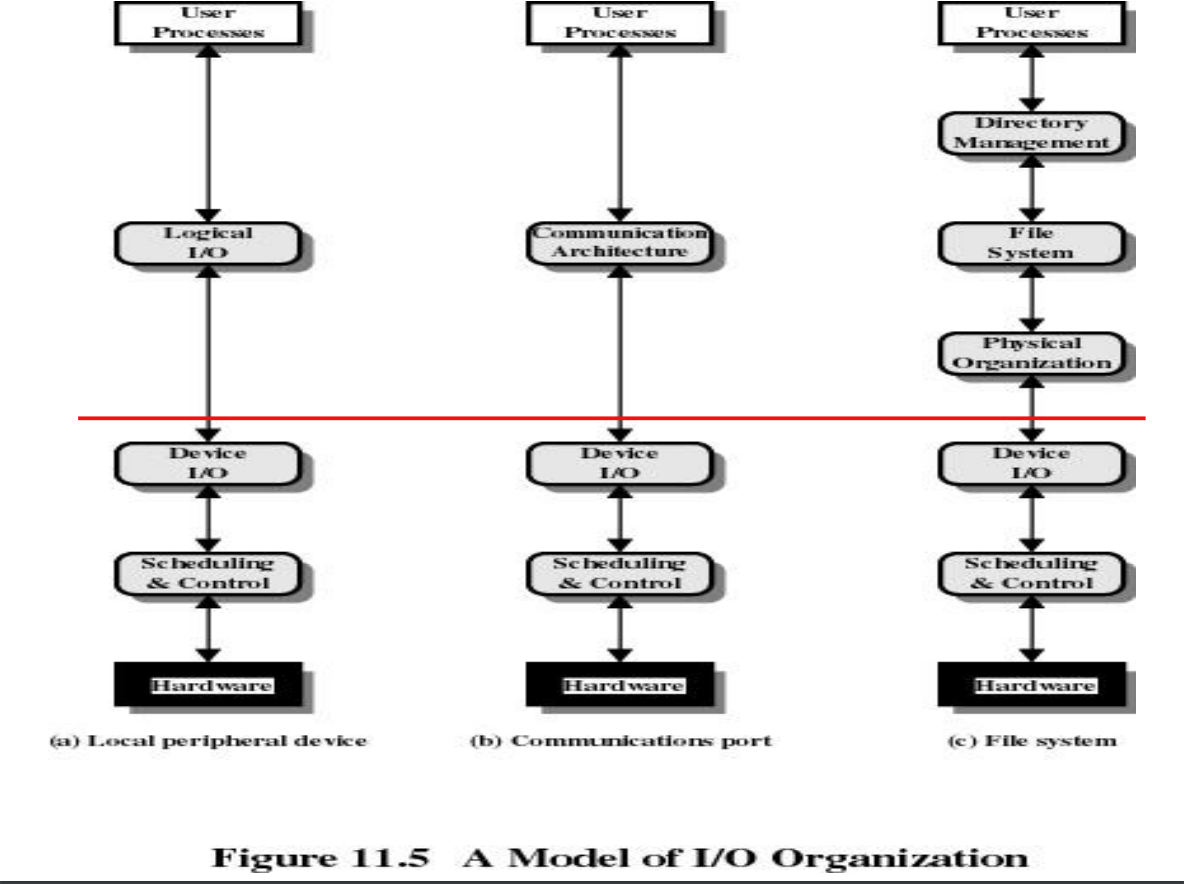 User
Processes
User
Processes
User
Processes
Directory
Management
Logical
I/O
Communication
Architecture
File
System
Physical
Organization
Device
I/O
Device
I/O
Device
I/O
Scheduling
& Control
Scheduling
& Control
Scheduling
& Control
Hardware
Hardware
Hardware
(a) Local peripheral device
(b) Communications port
(c) File system
Figure 11.5 A Model of I/O Organization